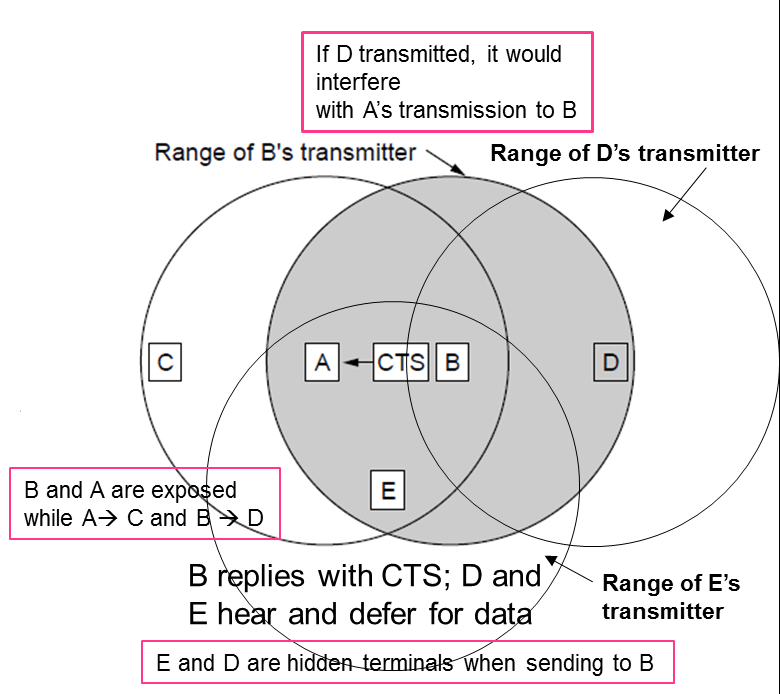 If D transmitted, it would
interfere
with A's transmission to B
Range of B's transmitter
Range of D's transmitter
C
A
CTS
B
D
E
B and A are exposed
while A→ C and B → D
B replies with CTS; D and
E hear and defer for data
Range of E's
transmitter
E and D are hidden terminals when sending to B